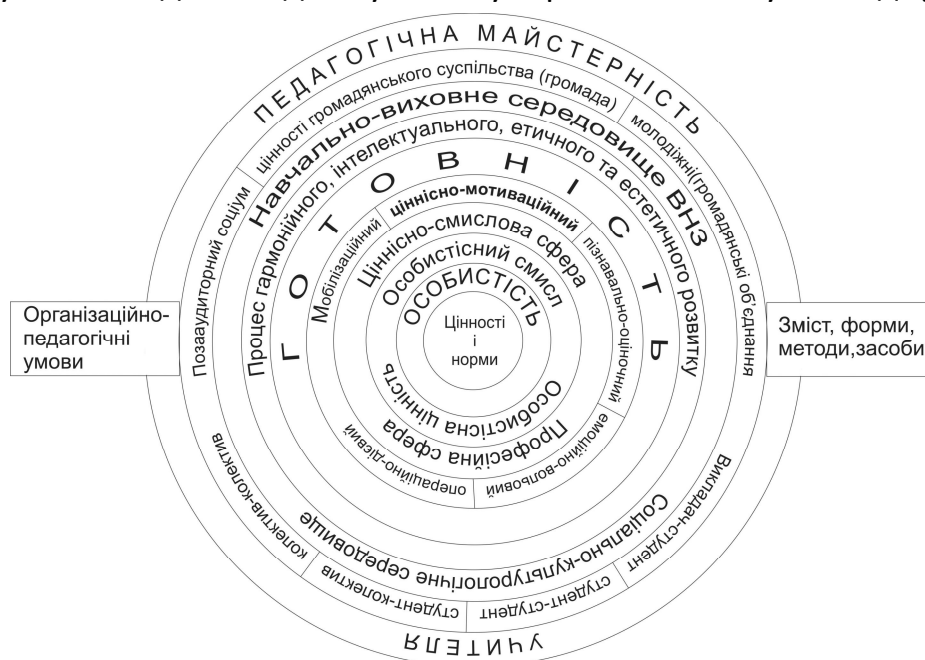 ПЕДАГОГІЧНА МАЙСТЕРНІСТЬ
УЧИТЕЛЯ
Позааудиторний соціум
цінності громадянського суспільства (громада)
молодіжні(громадянські об'єднання
Викладач-студент
студент-студент
студент-колектив
колектив-колектив
Навчально-виховне середовище ВНЗ
Соціально-культурологічне середовище
Процес гармонійного, інтелектуального, етичного та естетичного розвитку
ГОТОВНІСТЬ
Мобілізаційний
ціннісно-мотиваційний
пізнавально-оціночний
емоційно-вольовий
операційно-дієвий
Ціннісно-смислова сфера
Професійна сфера
Особистісний смисл
Особистісна цінність
ОСОБИСТІСТЬ
Цінності
і
норми
Організаційно-
педагогічні
умови
Зміст, форми,
методи,засоби